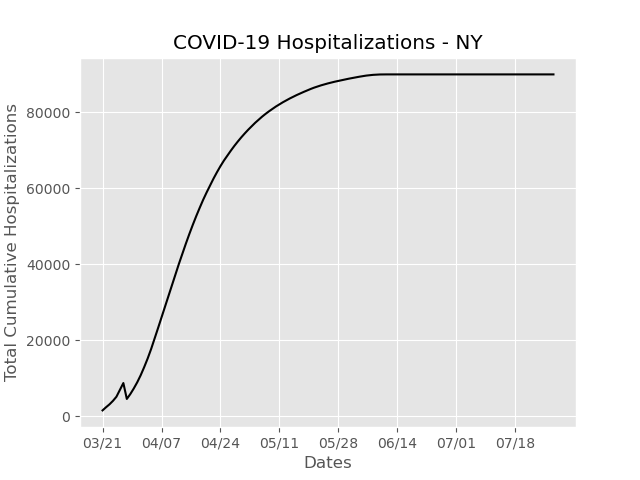 COVID-19 Hospitalizations - NY
Total Cumulative Hospitalizations
80000
60000
40000
20000
0
03/21 04/07 04/24 05/11 05/28 06/14 07/01 07/18
Dates